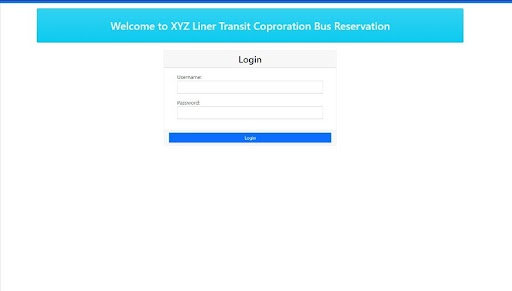 Welcome to XYZ Liner Transit Coproration Bus Reservation
Login
Username:
Password:
Login